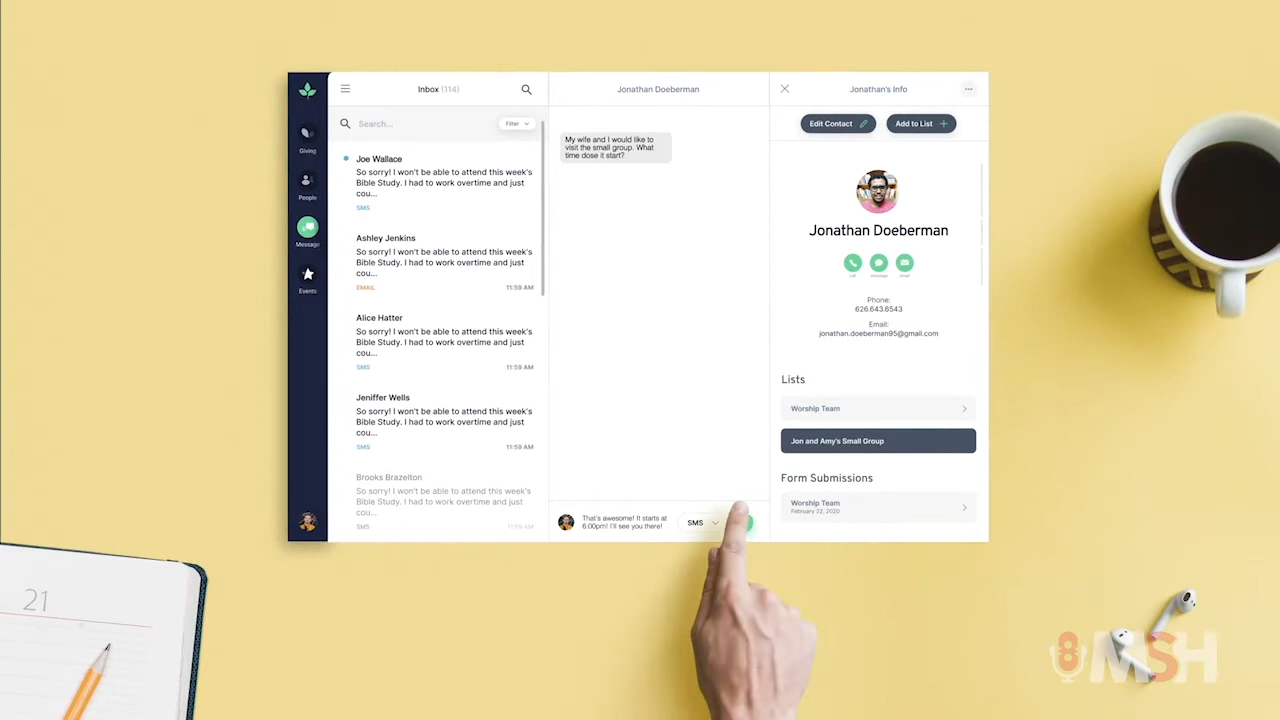 Inbox (114)
Jonathan Doeberman
Jonathan's Info
Giving
People
Message
Events
Search...
Filter
Joe Wallace
So sorry! I won't be able to attend this week's
Bible Study. I had to work overtime and just
cou...
SMS
Ashley Jenkins
So sorry! I won't be able to attend this week's
Bible Study. I had to work overtime and just
cou...
EMAIL 11:59 AM
Alice Hatter
So sorry! I won't be able to attend this week's
Bible Study. I had to work overtime and just
cou...
SMS 11:59 AM
Jeniffer Wells
So sorry! I won't be able to attend this week's
Bible Study. I had to work overtime and just
cou...
SMS 11:59 AM
Brooks Brazelton
So sorry! I won't be able to attend this week's
Bible Study. I had to work overtime and just
cou...
SMS 11:59 AM
My wife and I would like to
visit the small group. What
time dose it start?
That's awesome! It starts at
6:00pm! I'll see you there!
SMS
Edit Contact
Add to List
Jonathan Doeberman
call message email
Phone:
626.643.6543
Email:
jonathan.doeberman95@gmail.com
Lists
Worship Team
Jon and Amy's Small Group
Form Submissions
Worship Team
February 22, 2020
21
MSH